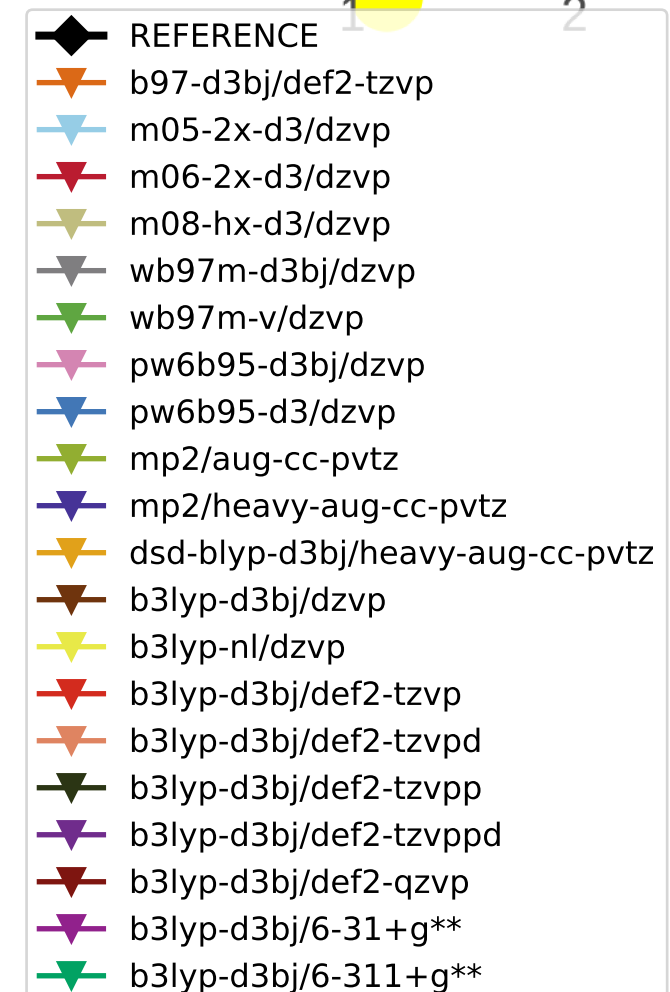 1 2
REFERENCE
b97-d3bj/def2-tzvp
m05-2x-d3/dzvp
m06-2x-d3/dzvp
m08-hx-d3/dzvp
wb97m-d3bj/dzvp
wb97m-v/dzvp
pw6b95-d3bj/dzvp
pw6b95-d3/dzvp
mp2/aug-cc-pvtz
mp2/heavy-aug-cc-pvtz
dsd-blyp-d3bj/heavy-aug-cc-pvtz
b3lyp-d3bj/dzvp
b3lyp-nl/dzvp
b3lyp-d3bj/def2-tzvp
b3lyp-d3bj/def2-tzvpd
b3lyp-d3bj/def2-tzvpp
b3lyp-d3bj/def2-tzvppd
b3lyp-d3bj/def2-qzvp
b3lyp-d3bj/6-31+g**
b3lyp-d3bj/6-311+g**